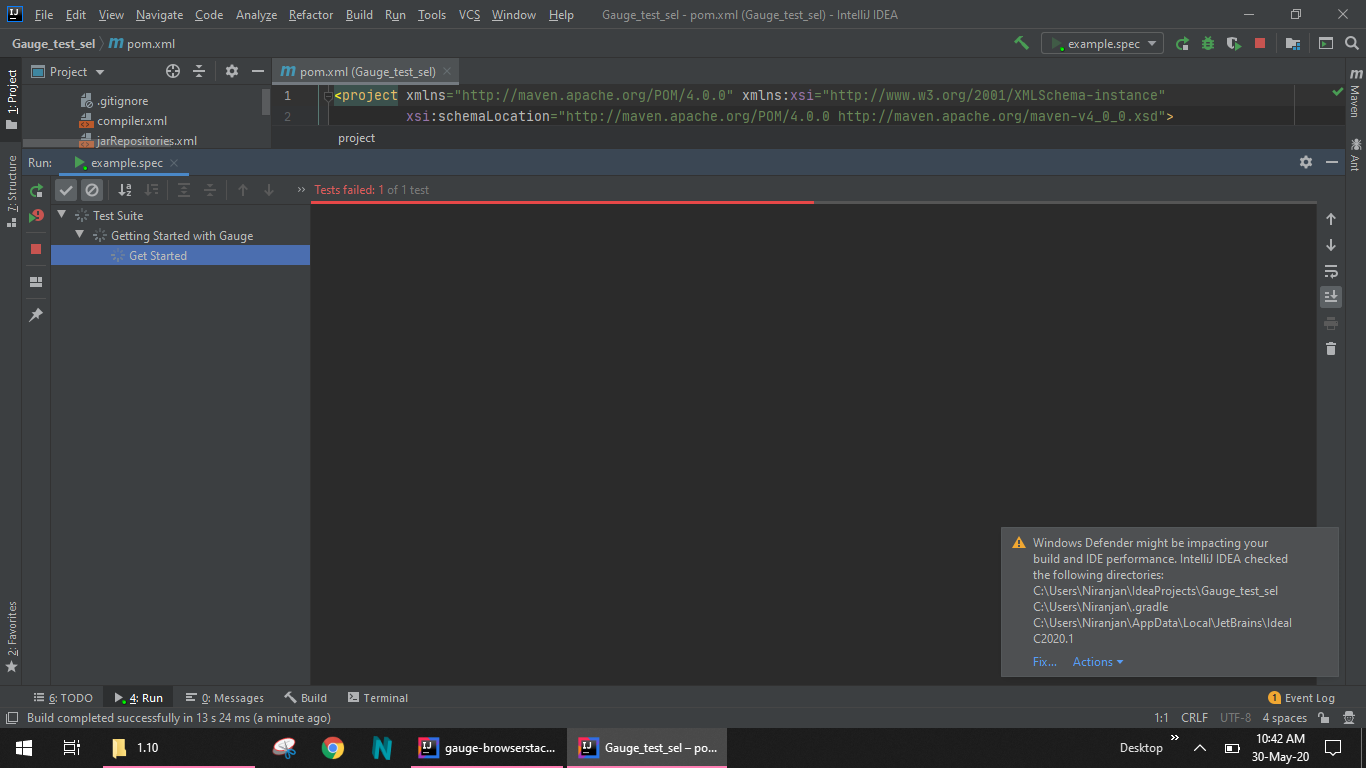 File Edit View Navigate Code Analyze Refactor Build Run Tools VCS Window Help Gauge_test_sel - pom.xml (Gauge_test_sel) - IntelliJ IDEA
Gauge_test_sel m pom.xml example.spec
1: Project
Project
pom.xml (Gauge_test_sel)
.gitignore
compiler.xml
jarRepositories.xml
1 <project xmlns="http://maven.apache.org/POM/4.0.0" xmlns:xsi="http://www.w3.org/2001/XMLSchema-instance"
2 xsi:schemaLocation="http://maven.apache.org/POM/4.0.0 http://maven.apache.org/maven-v4_0_0.xsd">
project
Maven
Ant
Run: example.spec
7: Structure
Tests failed: 1 of 1 test
Test Suite
Getting Started with Gauge
Get Started
Windows Defender might be impacting your
build and IDE performance. IntelliJ IDEA checked
the following directories:
C:\Users\Niranjan\IdeaProjects\Gauge_test_sel
C:\Users\Niranjan\.gradle
C:\Users\Niranjan\AppData\Local\JetBrains\IdeaI
C2020.1
Fix... Actions
2: Favorites
6: TODO 4: Run 0: Messages Build Terminal 1 Event Log
Build completed successfully in 13 s 24 ms (a minute ago) 1:1 CRLF UTF-8 4 spaces
1.10 gauge-browserstac... Gauge_test_sel – po... Desktop 10:42 AM
30-May-20